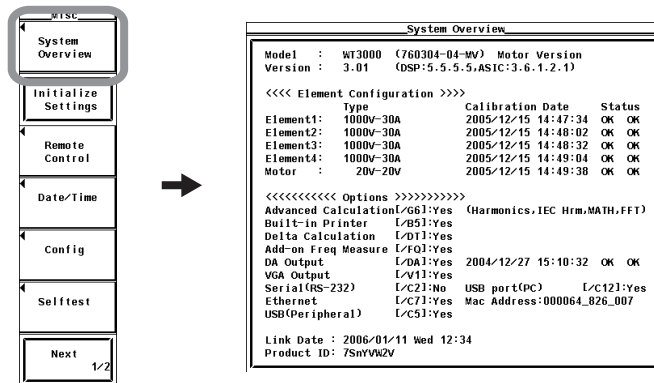 MISC
System
Overview
Initialize
Settings
Remote
Control
Date/Time
Config
Selftest
Next
1/2
System Overview
Model : WT3000 (760304-04-MV) Motor Version
Version : 3.01 (DSP:5.5.5.5,ASIC:3.6.1.2.1)
<<<< Element Configuration >>>>
Type Calibration Date Status
Element1: 1000V-30A 2005/12/15 14:47:34 OK OK
Element2: 1000V-30A 2005/12/15 14:48:02 OK OK
Element3: 1000V-30A 2005/12/15 14:48:32 OK OK
Element4: 1000V-30A 2005/12/15 14:49:04 OK OK
Motor : 20V-20V 2005/12/15 14:49:38 OK OK
<<<<<<<<<<< Options >>>>>>>>>>>
Advanced Calculation[/G6]:Yes (Harmonics,IEC Hrm,MATH,FFT)
Built-in Printer [/B5]:Yes
Delta Calculation [/DT]:Yes
Add-on Freq Measure [/FQ]:Yes
DA Output [/DA]:Yes 2004/12/27 15:10:32 OK OK
VGA Output [/V1]:Yes
Serial(RS-232) [/C2]:No USB port(PC) [/C12]:Yes
Ethernet [/C7]:Yes Mac Address:000064_826_007
USB(Peripheral) [/C5]:Yes
Link Date : 2006/01/11 Wed 12:34
Product ID: 7SnYVW2V